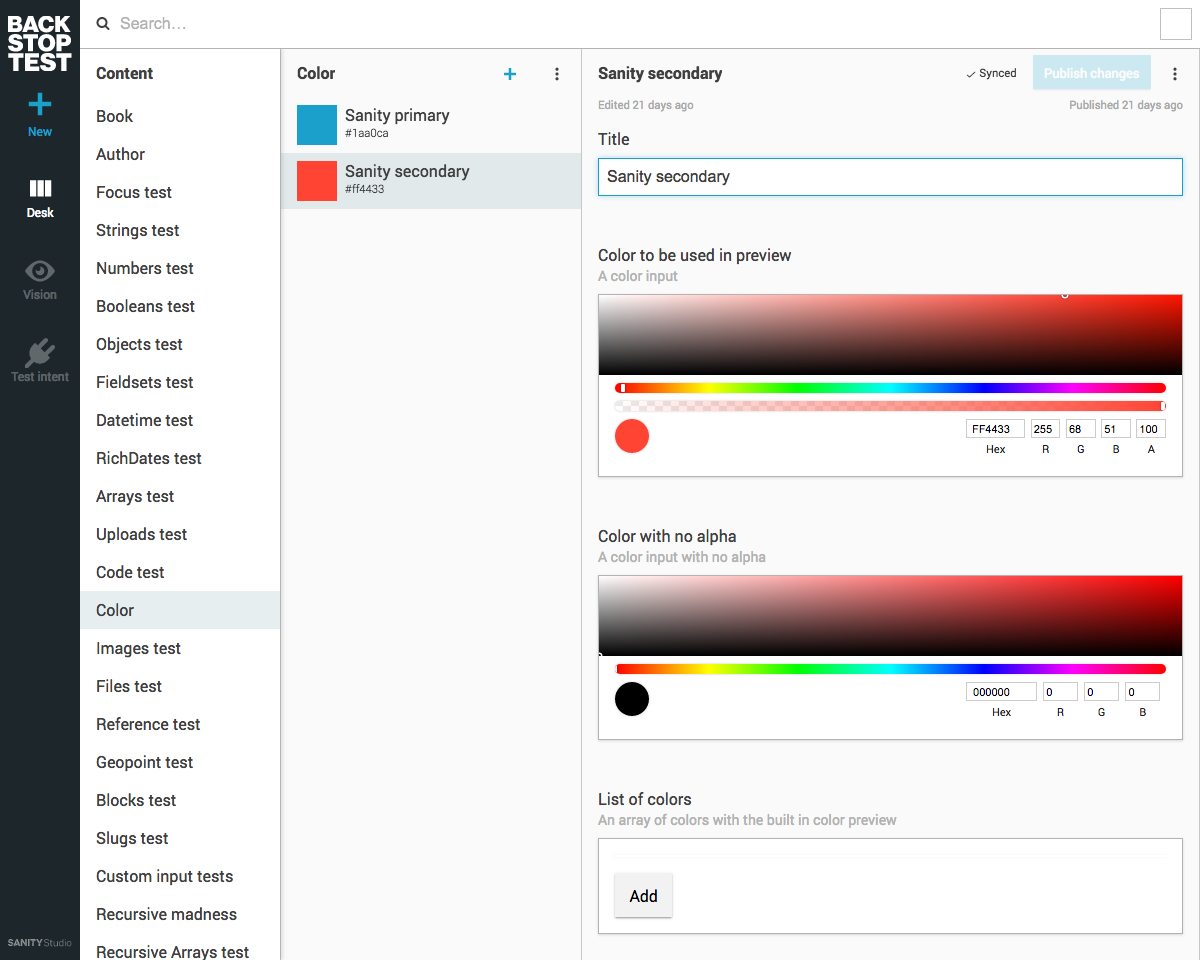 BACK
STOP
TEST
New
Desk
Vision
Test intent
SANITY Studio
Search...
Content
Book
Author
Focus test
Strings test
Numbers test
Booleans test
Objects test
Fieldsets test
Datetime test
RichDates test
Arrays test
Uploads test
Code test
Color
Images test
Files test
Reference test
Geopoint test
Blocks test
Slugs test
Custom input tests
Recursive madness
Recursive Arrays test
Color
Sanity primary
#1aa0ca
Sanity secondary
#ff4433
Sanity secondary Synced Publish changes
Edited 21 days ago Published 21 days ago
Title
Sanity secondary
Color to be used in preview
A color input
FF4433 255 68 51 100
Hex R G B A
Color with no alpha
A color input with no alpha
000000 0 0 0
Hex R G B
List of colors
An array of colors with the built in color preview
Add